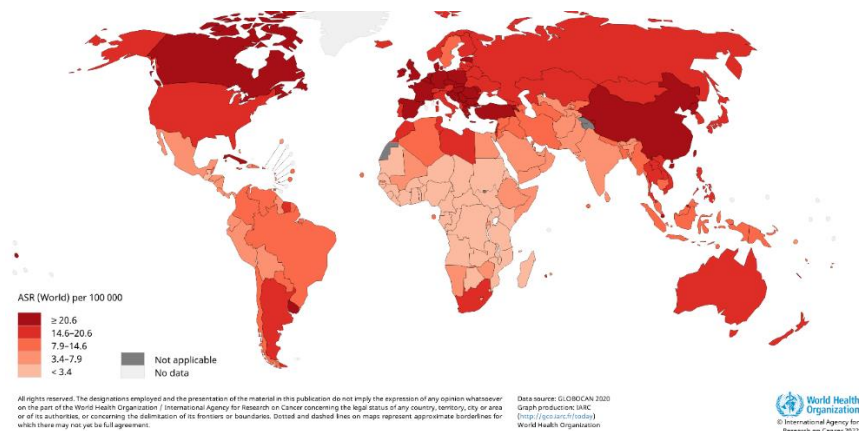 ASR (World) per 100 000
≥ 20.6
14.6–20.6
7.9–14.6
3.4–7.9
< 3.4
Not applicable
No data
All rights reserved. The designations employed and the presentation of the material in this publication do not imply the expression of any opinion whatsoever
on the part of the World Health Organization / International Agency for Research on Cancer concerning the legal status of any country, territory, city or area
or of its authorities, or concerning the delimitation of its frontiers or boundaries. Dotted and dashed lines on maps represent approximate borderlines for
which there may not yet be full agreement.
Data source: GLOBOCAN 2020
Graph production: IARC
(http://gco.iarc.fr/today)
World Health Organization
World Health
Organization
© International Agency for
Research on Cancer